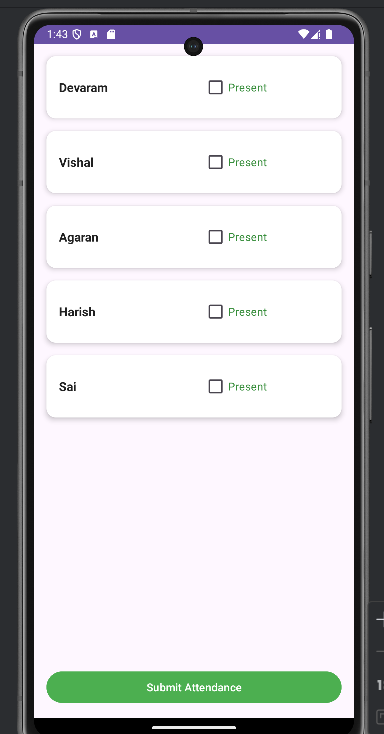 1:43
Devaram
Present
Vishal
Present
Agaran
Present
Harish
Present
Sai
Present
Submit Attendance